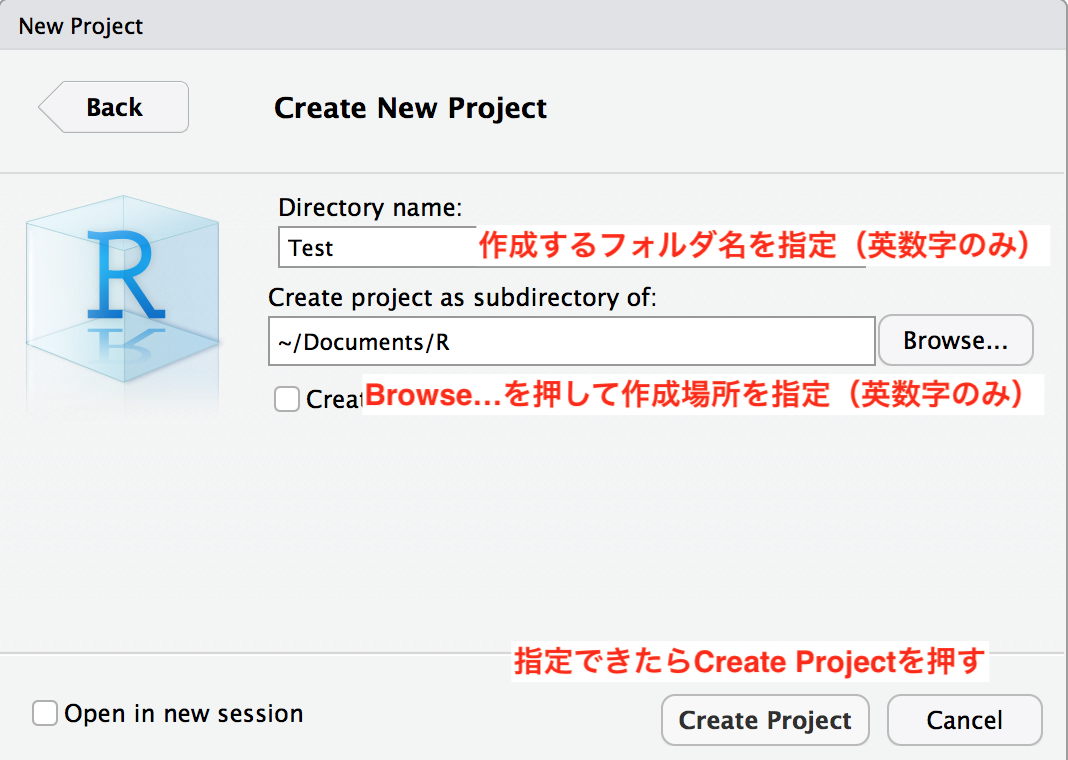 New Project
Back
Create New Project
R
Directory name:
Test
作成するフォルダ名を指定（英数字のみ）
Create project as subdirectory of:
~/Documents/R
Browse...
Browse…を押して作成場所を指定（英数字のみ）
指定できたらCreate Projectを押す
Open in new session
Create Project
Cancel